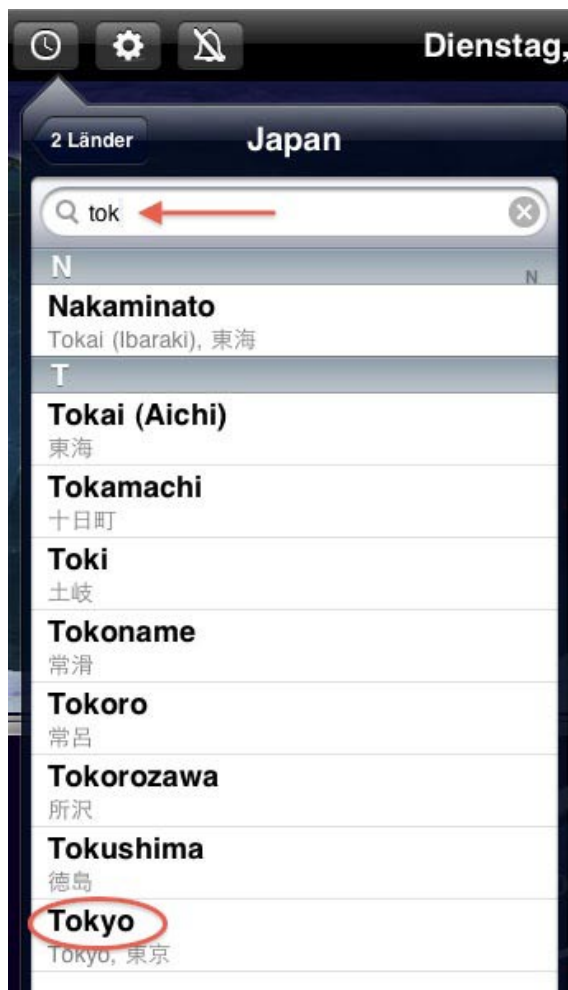 Dienstag,
2 Länder
Japan
tok
N
N
Nakaminato
Tokai (Ibaraki), 東海
T
Tokai (Aichi)
東海
Tokamachi
十日町
Toki
土岐
Tokoname
常滑
Tokoro
常呂
Tokorozawa
所沢
Tokushima
徳島
Tokyo
Tokyo, 東京